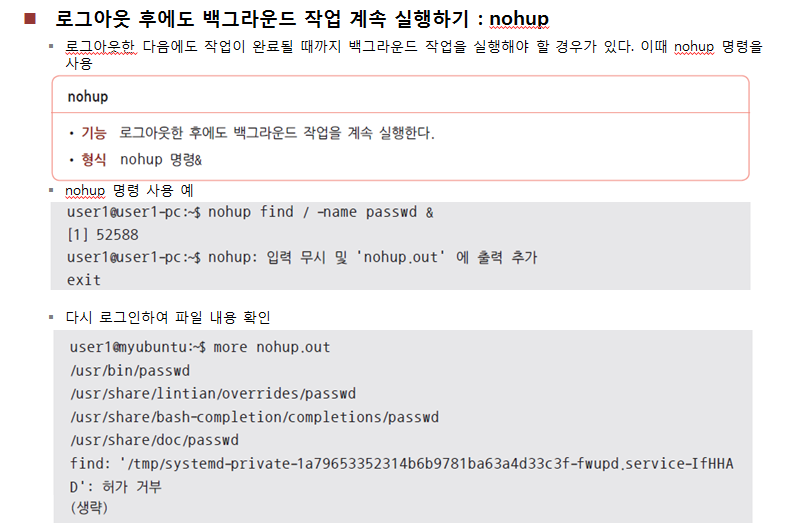 ■ 로그아웃 후에도 백그라운드 작업 계속 실행하기 : nohup
▪ 로그아웃한 다음에도 작업이 완료될 때까지 백그라운드 작업을 실행해야 할 경우가 있다. 이때 nohup 명령을
사용
nohup
• 기능 로그아웃한 후에도 백그라운드 작업을 계속 실행한다.
• 형식 nohup 명령&
▪ nohup 명령 사용 예
user1@user1-pc:~$ nohup find / -name passwd &
[1] 52588
user1@user1-pc:~$ nohup: 입력 무시 및 'nohup.out' 에 출력 추가
exit
▪ 다시 로그인하여 파일 내용 확인
user1@myubuntu:~$ more nohup.out
/usr/bin/passwd
/usr/share/lintian/overrides/passwd
/usr/share/bash-completion/completions/passwd
/usr/share/doc/passwd
find: '/tmp/systemd-private-1a79653352314b6b9781ba63a4d33c3f-fwupd.service-IfHHA
D': 허가 거부
(생략)